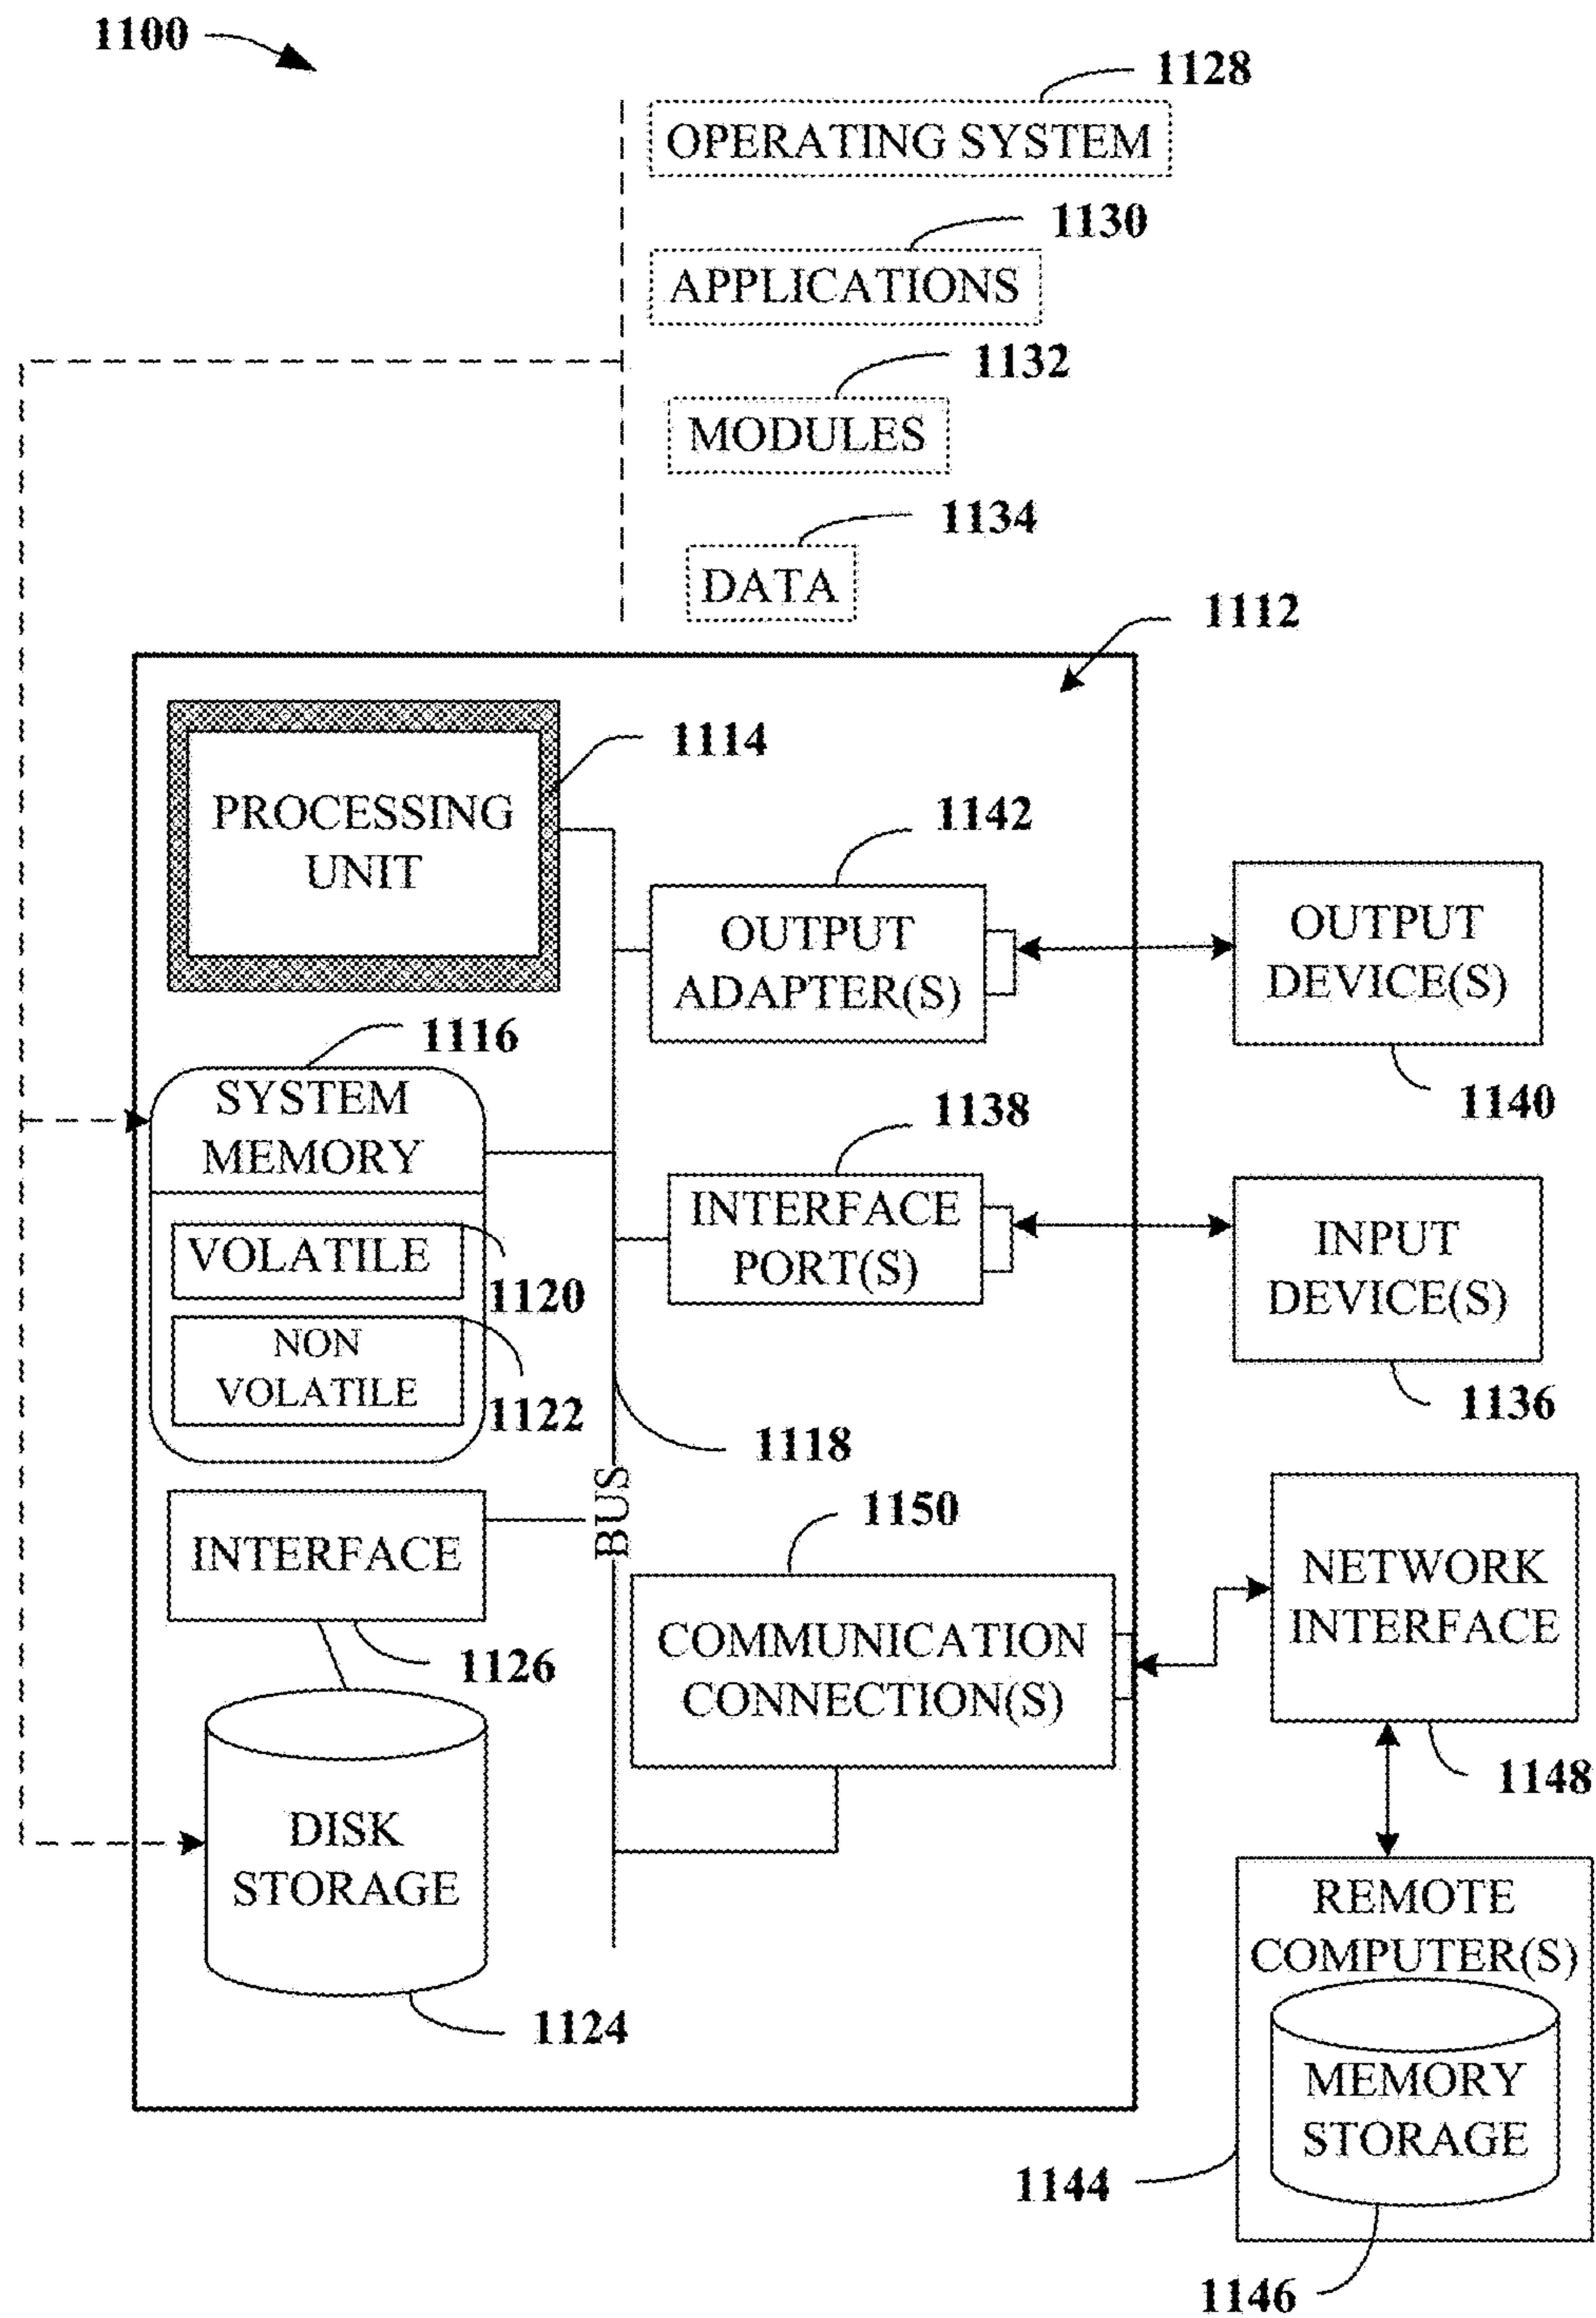 1100
1128
OPERATING SYSTEM
1130
APPLICATIONS
1132
MODULES
1134
DATA
1112
PROCESSING
UNIT
1114
1142
OUTPUT
ADAPTER(S)
OUTPUT
DEVICE(S)
1140
1116
SYSTEM
MEMORY
VOLATILE
1120
NON
VOLATILE
1122
1138
INTERFACE
PORT(S)
INPUT
DEVICE(S)
1136
1118
BUS
INTERFACE
1126
1150
COMMUNICATION
CONNECTION(S)
NETWORK
INTERFACE
1148
DISK
STORAGE
1124
REMOTE
COMPUTER(S)
MEMORY
STORAGE
1144
1146